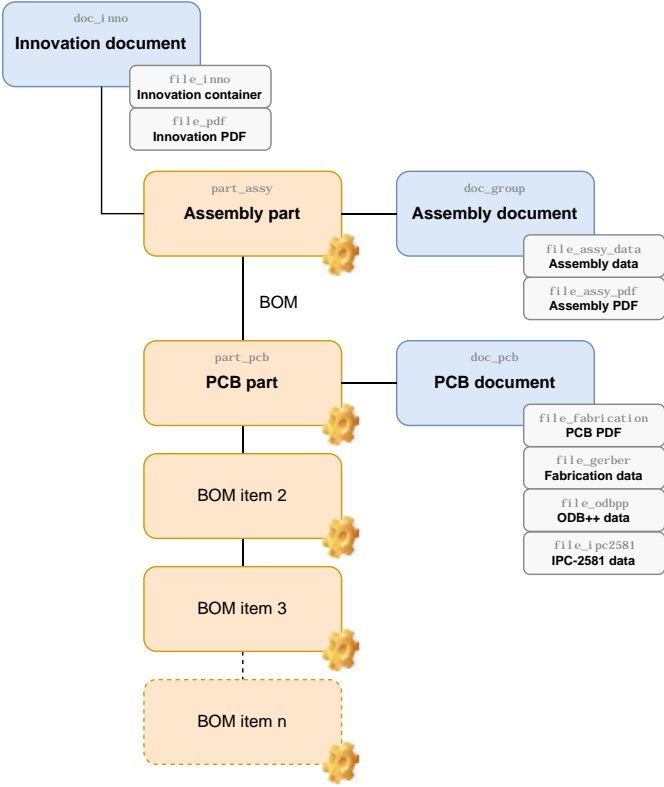 doc_inno
Innovation document
file_inno
Innovation container
file_pdf
Innovation PDF
part_assy
Assembly part
doc_group
Assembly document
file_assy_data
Assembly data
file_assy_pdf
Assembly PDF
BOM
part_pcb
PCB part
doc_pcb
PCB document
file_fabrication
PCB PDF
file_gerber
Fabrication data
file_odbpp
ODB++ data
file_ipc2581
IPC-2581 data
BOM item 2
BOM item 3
BOM item n